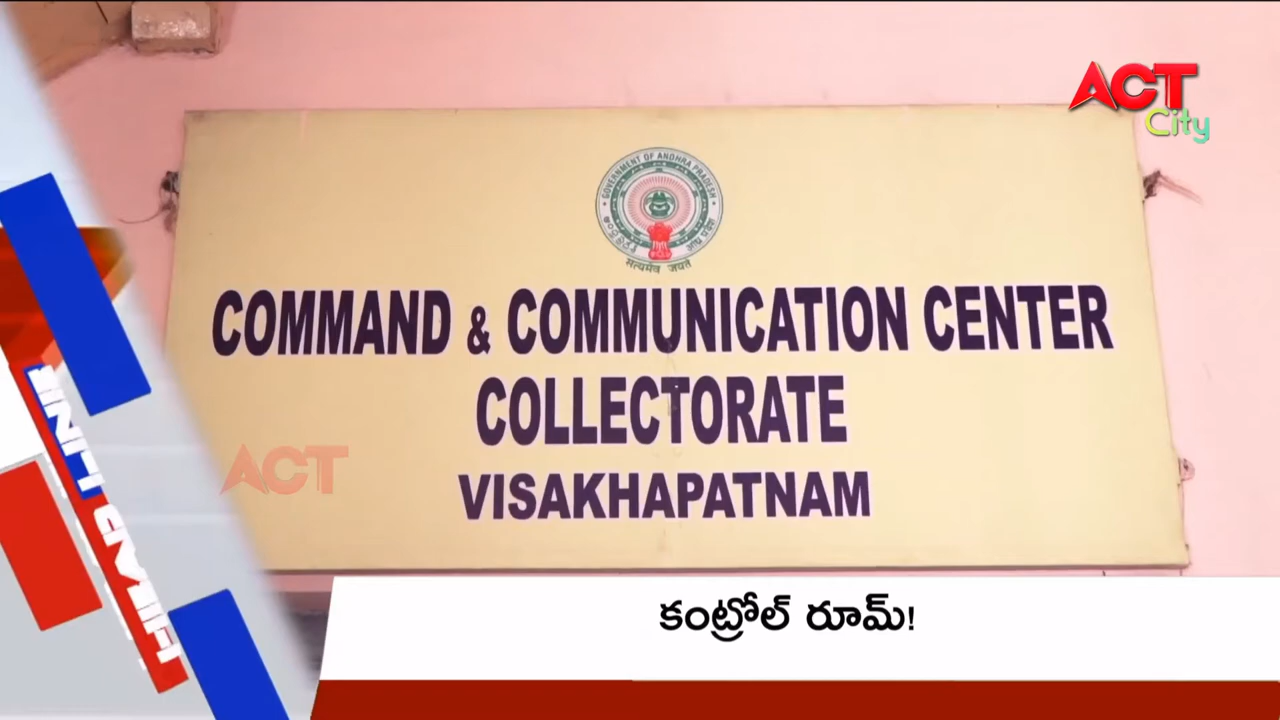 ACT
City
GOVERNMENT OF ANDHRA PRADESH
सत्यमेव जयते
COMMAND & COMMUNICATION CENTER
COLLECTORATE
VISAKHAPATNAM
ACT
కంట్రోల్ రూమ్!